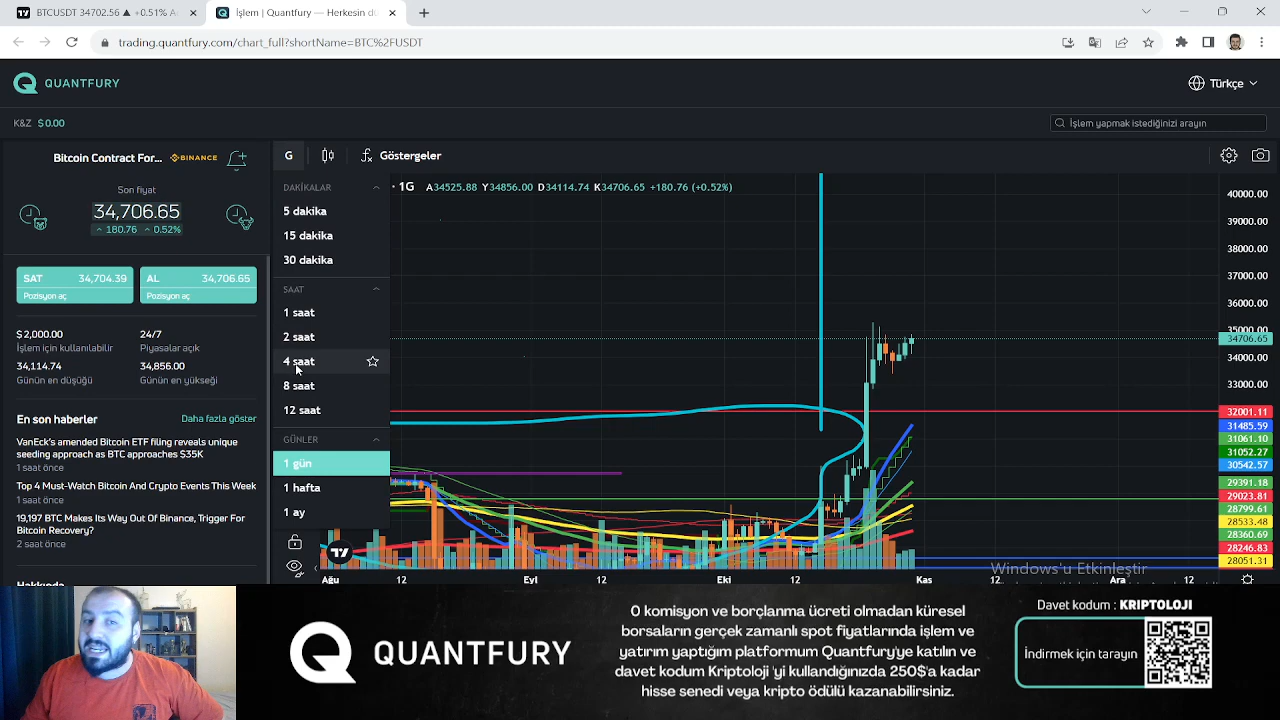 BTCUSDT 34702.56 ▲ +0.51% A
İşlem | Quantfury — Herkesin dı
trading.quantfury.com/chart_full?shortName=BTC%2FUSDT
QUANTFURY
Türkçe
K&Z $0.00
İşlem yapmak istediğinizi arayın
Bitcoin Contract For...
BINANCE
Son fiyat
34,706.65
180.76 0.52%
SAT 34,704.39
Pozisyon aç
AL 34,706.65
Pozisyon aç
$2,000.00
İşlem için kullanılabilir
24/7
Piyasalar açık
34,114.74
Günün en düşüğü
34,856.00
Günün en yükseği
En son haberler
Daha fazla göster
VanEck's amended Bitcoin ETF filing reveals unique
seeding approach as BTC approaches $35K
1 saat önce
Top 4 Must-Watch Bitcoin And Crypto Events This Week
1 saat önce
19,197 BTC Makes Its Way Out Of Binance, Trigger For
Bitcoin Recovery?
2 saat önce
Hakkında
G
Göstergeler
DAKİKALAR
5 dakika
15 dakika
30 dakika
SAAT
1 saat
2 saat
4 saat
8 saat
12 saat
GÜNLER
1 gün
1 hafta
1 ay
· 1G A34525.88 Y34856.00 D34114.74 K34706.65 +180.76 (+0.52%)
40000.00
39000.00
38000.00
37000.00
36000.00
35000.00
34706.65
34000.00
33000.00
32001.11
31485.59
31061.10
31052.27
30542.57
29391.18
29023.81
28799.61
28533.48
28360.69
28246.83
28051.31
Ağu 12 Eyl 12 Eki 12 Kas 12 Ara 12
Windows'u Etkinleştir
QUANTFURY
0 komisyon ve borçlanma ücreti olmadan küresel
borsaların gerçek zamanlı spot fiyatlarında işlem ve
yatırım yaptığım platformum Quantfury'ye katılın ve
davet kodum Kriptoloji 'yi kullandığınızda 250$'a kadar
hisse senedi veya kripto ödülü kazanabilirsiniz.
Davet kodum : KRIPTOLOJI
İndirmek için tarayın